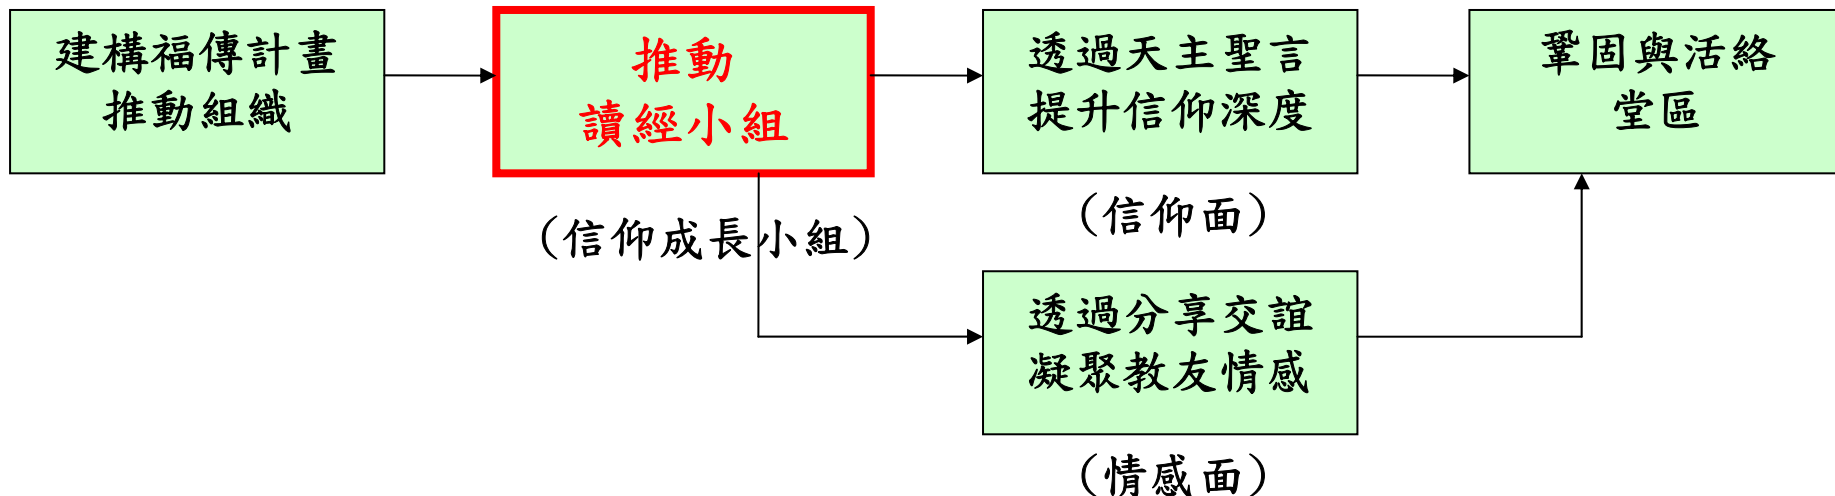 建構福傳計畫
推動組織
推動
讀經小組
（信仰成長小組）
透過天主聖言
提升信仰深度
（信仰面）
透過分享交誼
凝聚教友情感
（情感面）
鞏固與活絡
堂區